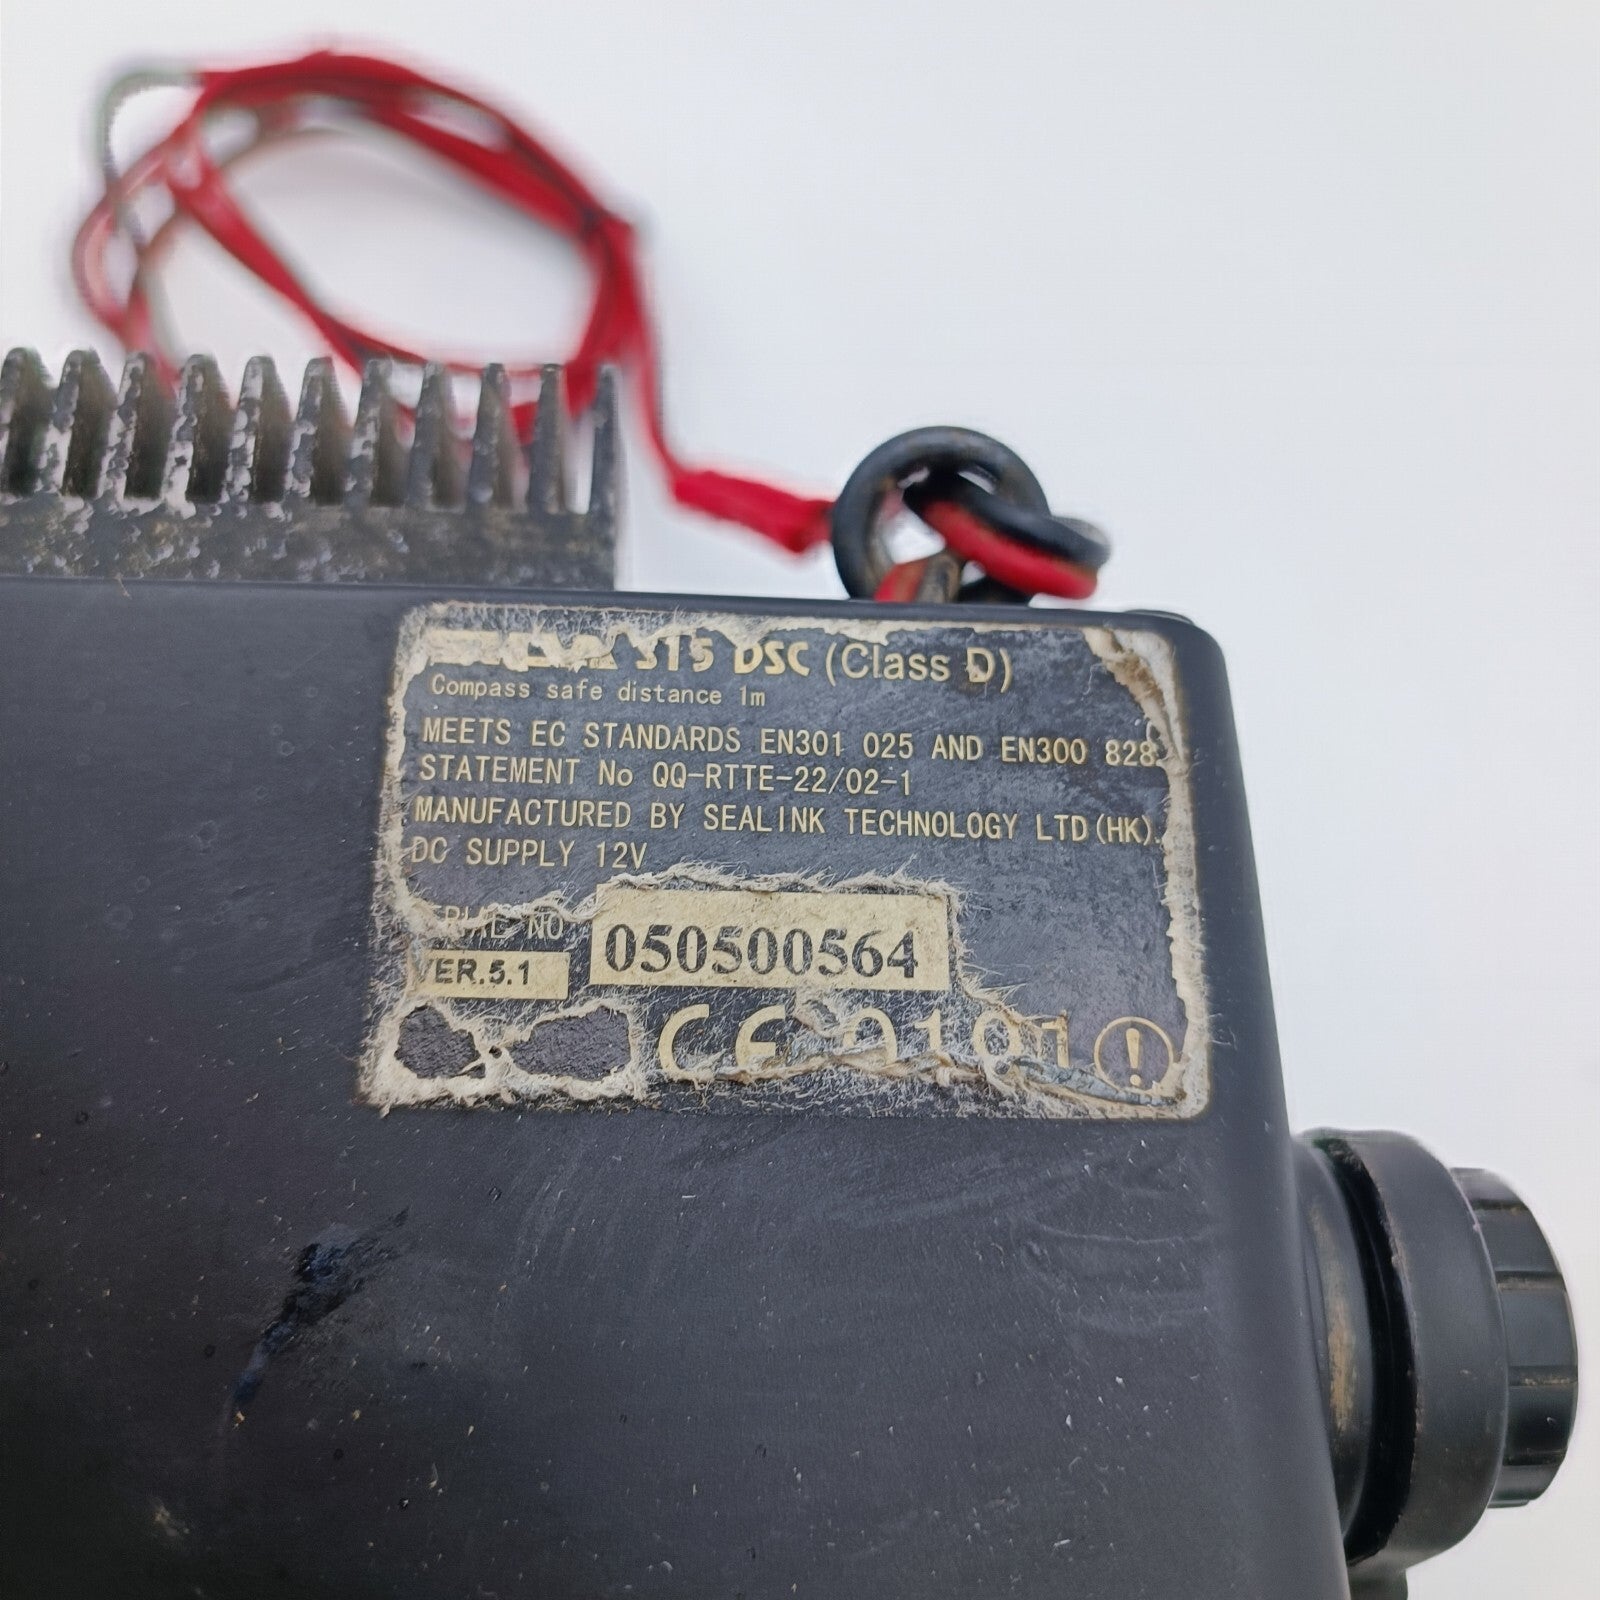 315 DSC (Class D)
Compass safe distance 1m
MEETS EC STANDARDS EN301 025 AND EN300 828
STATEMENT No QQ-RTTE-22/02-1
MANUFACTURED BY SEALINK TECHNOLOGY LTD(HK).
DC SUPPLY 12V
NO
050500564
VER.5.1
CE 0191 !